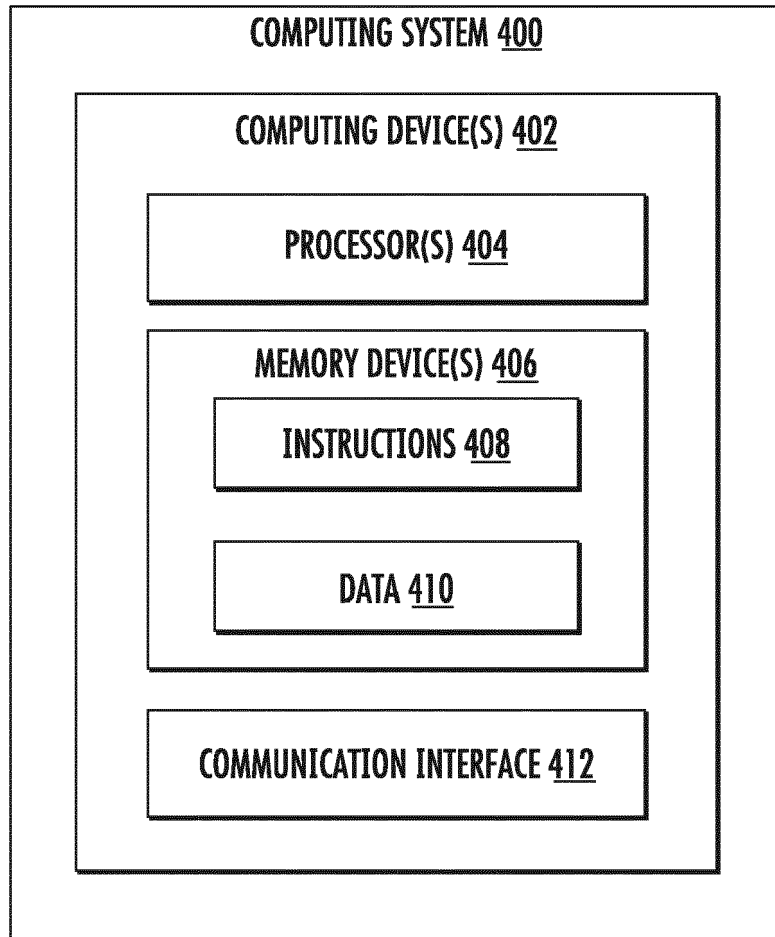 COMPUTING SYSTEM 400
COMPUTING DEVICE(S) 402
PROCESSOR(S) 404
MEMORY DEVICE(S) 406
INSTRUCTIONS 408
DATA 410
COMMUNICATION INTERFACE 412